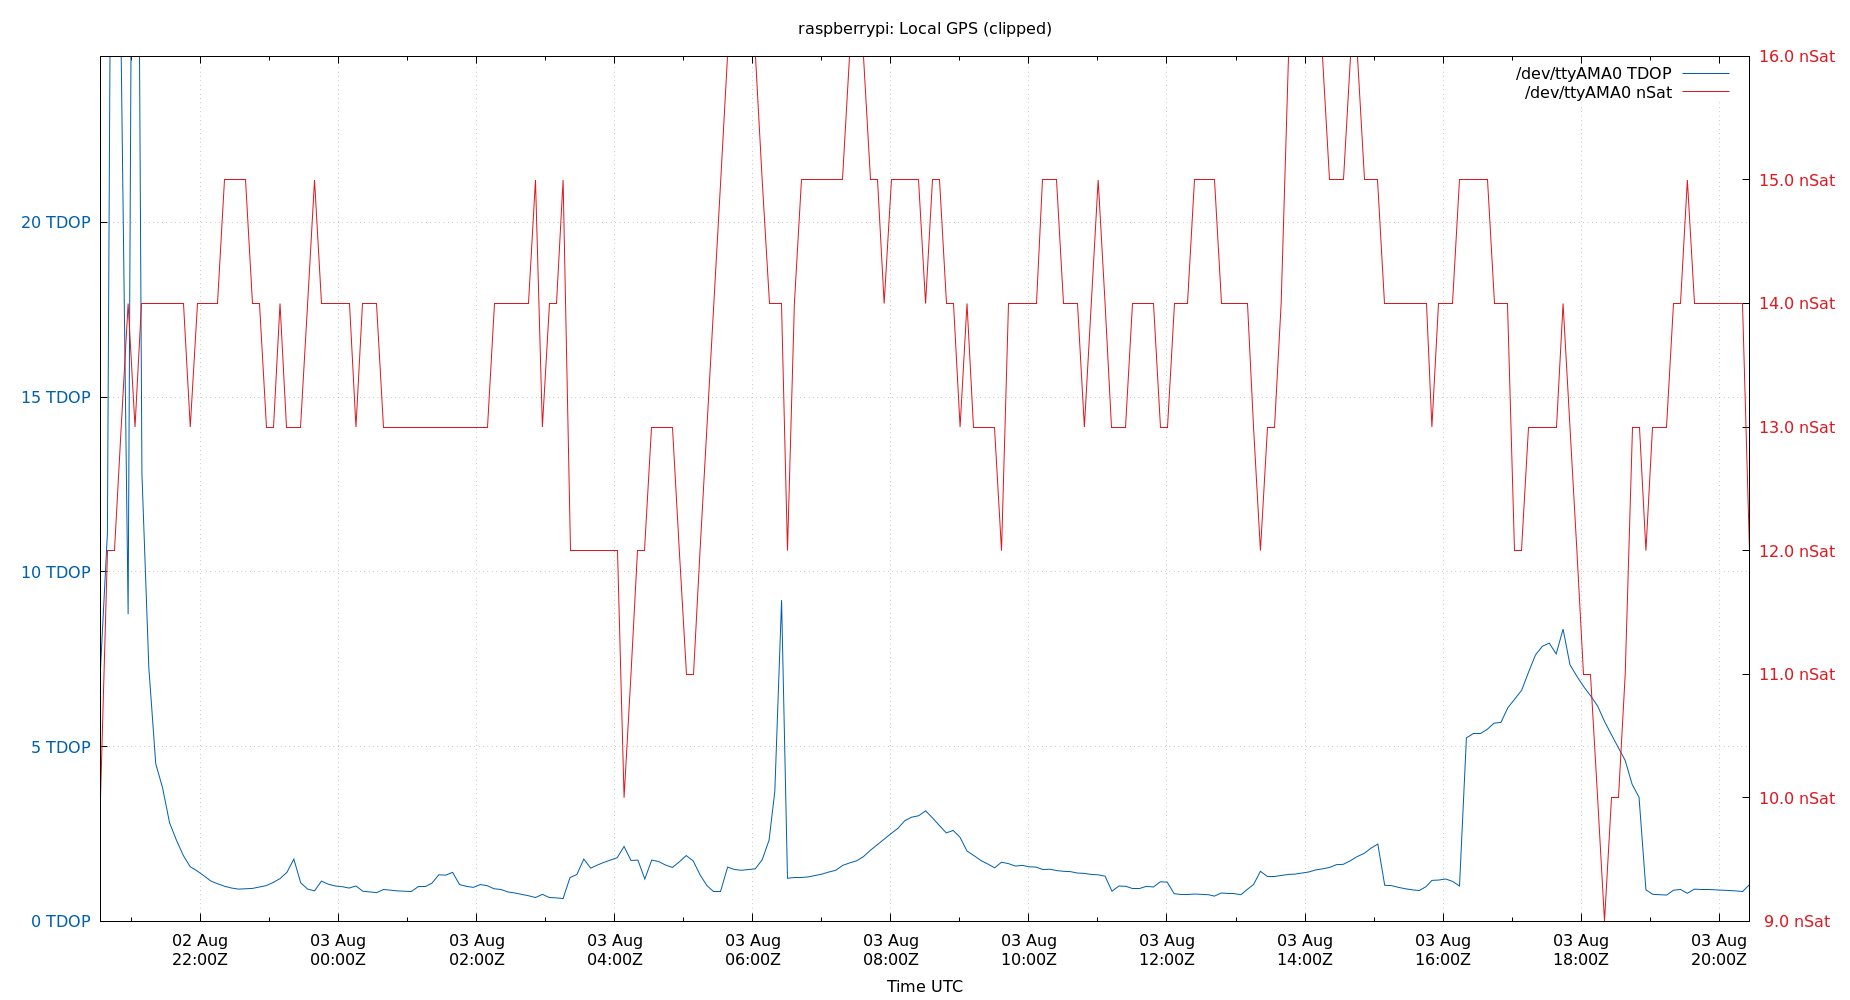 raspberrypi: Local GPS (clipped)
/dev/ttyAMA0 TDOP
/dev/ttyAMA0 nSat
20 TDOP
15 TDOP
10 TDOP
5 TDOP
0 TDOP
16.0 nSat
15.0 nSat
14.0 nSat
13.0 nSat
12.0 nSat
11.0 nSat
10.0 nSat
9.0 nSat
02 Aug
22:00Z
03 Aug
00:00Z
03 Aug
02:00Z
03 Aug
04:00Z
03 Aug
06:00Z
03 Aug
08:00Z
03 Aug
10:00Z
03 Aug
12:00Z
03 Aug
14:00Z
03 Aug
16:00Z
03 Aug
18:00Z
03 Aug
20:00Z
Time UTC